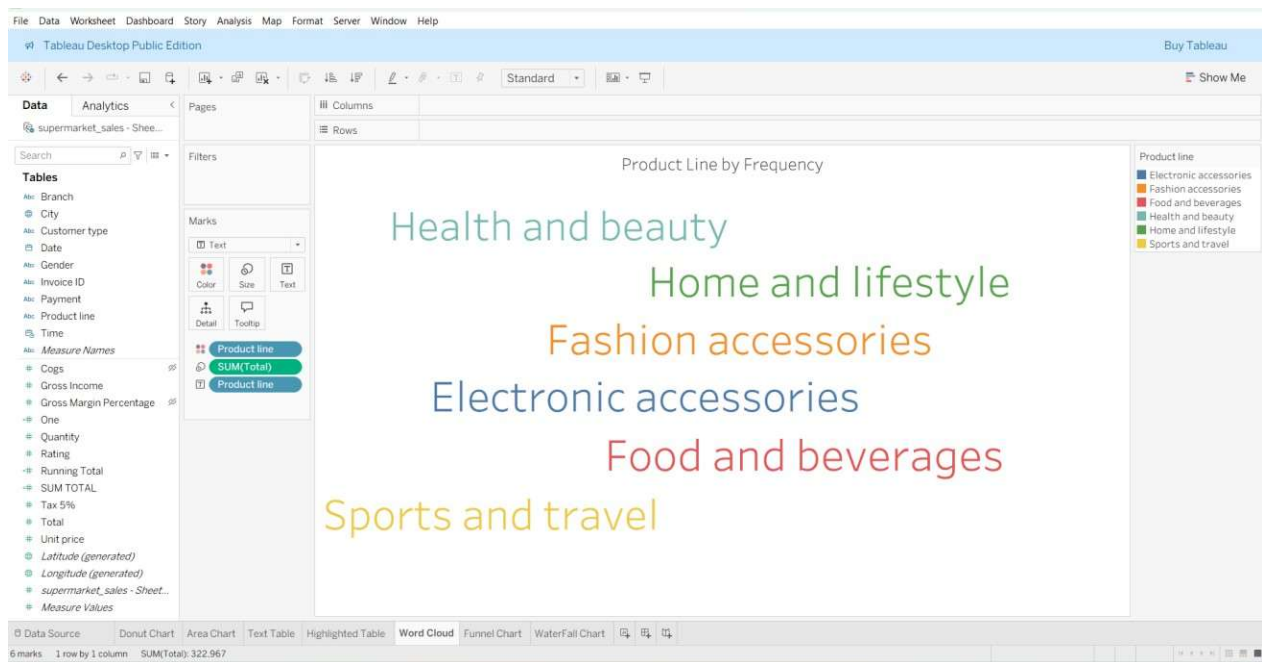 File Data Worksheet Dashboard Story Analysis Map Format Server Window Help
Tableau Desktop Public Edition
Buy Tableau
Standard
Show Me
Data Analytics
supermarket_sales - Shee...
Search
Tables
Abc Branch
City
Abc Customer type
Date
Abc Gender
Abc Invoice ID
Abc Payment
Abc Product line
Time
Abc Measure Names
# Cogs
# Gross Income
# Gross Margin Percentage
=# One
# Quantity
# Rating
=# Running Total
=# SUM TOTAL
# Tax 5%
# Total
# Unit price
Latitude (generated)
Longitude (generated)
# supermarket_sales - Sheet...
# Measure Values
Pages
Filters
Marks
Text
Color Size Text
Detail Tooltip
Product line
SUM(Total)
Product line
Columns
Rows
Product Line by Frequency
Health and beauty
Home and lifestyle
Fashion accessories
Electronic accessories
Food and beverages
Sports and travel
Product line
Electronic accessories
Fashion accessories
Food and beverages
Health and beauty
Home and lifestyle
Sports and travel
Data Source Donut Chart Area Chart Text Table Highlighted Table Word Cloud Funnel Chart WaterFall Chart
6 marks 1 row by 1 column SUM(Total): 322.967